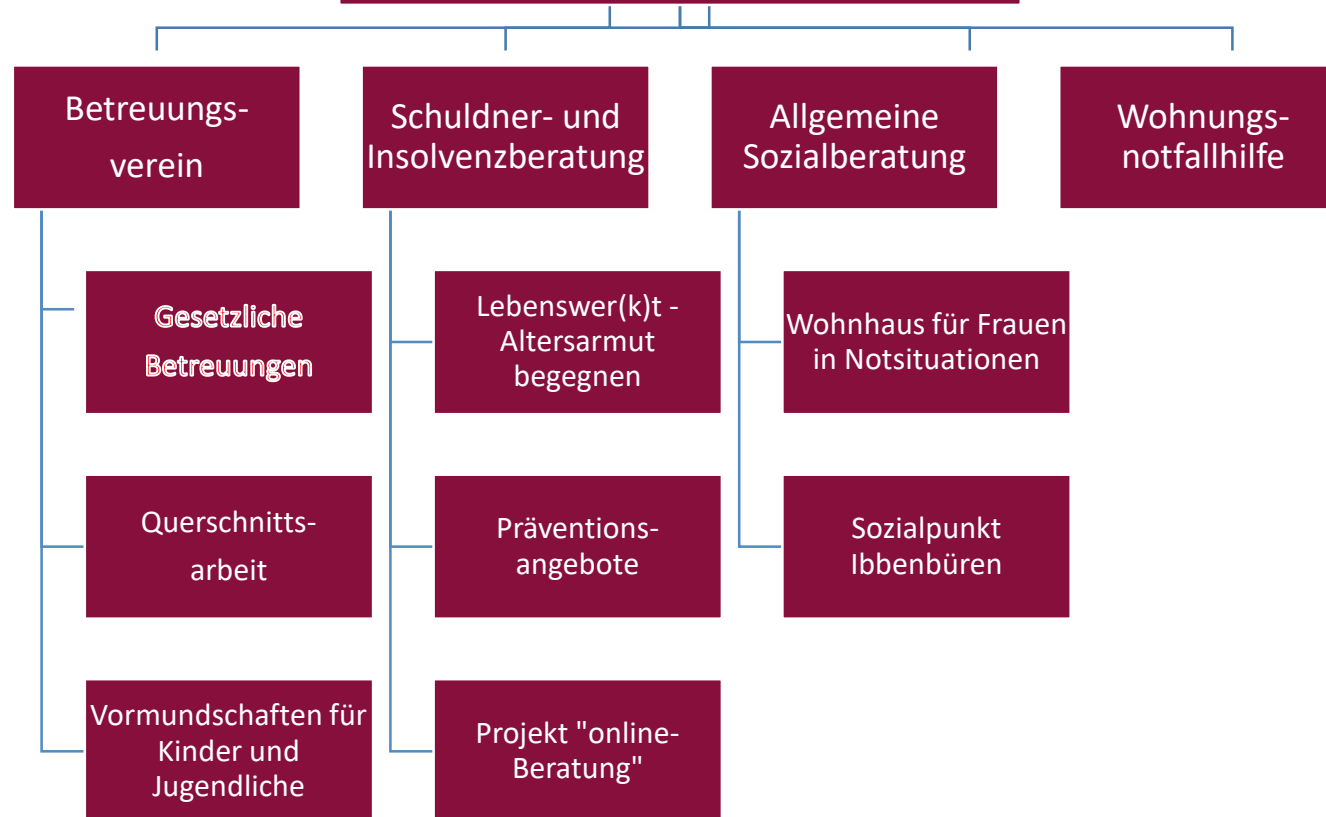 Betreuungs-
verein
Schuldner- und
Insolvenzberatung
Allgemeine
Sozialberatung
Wohnungs-
notfallhilfe
Gesetzliche
Betreuungen
Lebenswer(k)t -
Altersarmut
begegnen
Wohnhaus für Frauen
in Notsituationen
Querschnitts-
arbeit
Präventions-
angebote
Sozialpunkt
Ibbenbüren
Vormundschaften für
Kinder und
Jugendliche
Projekt "online-
Beratung"